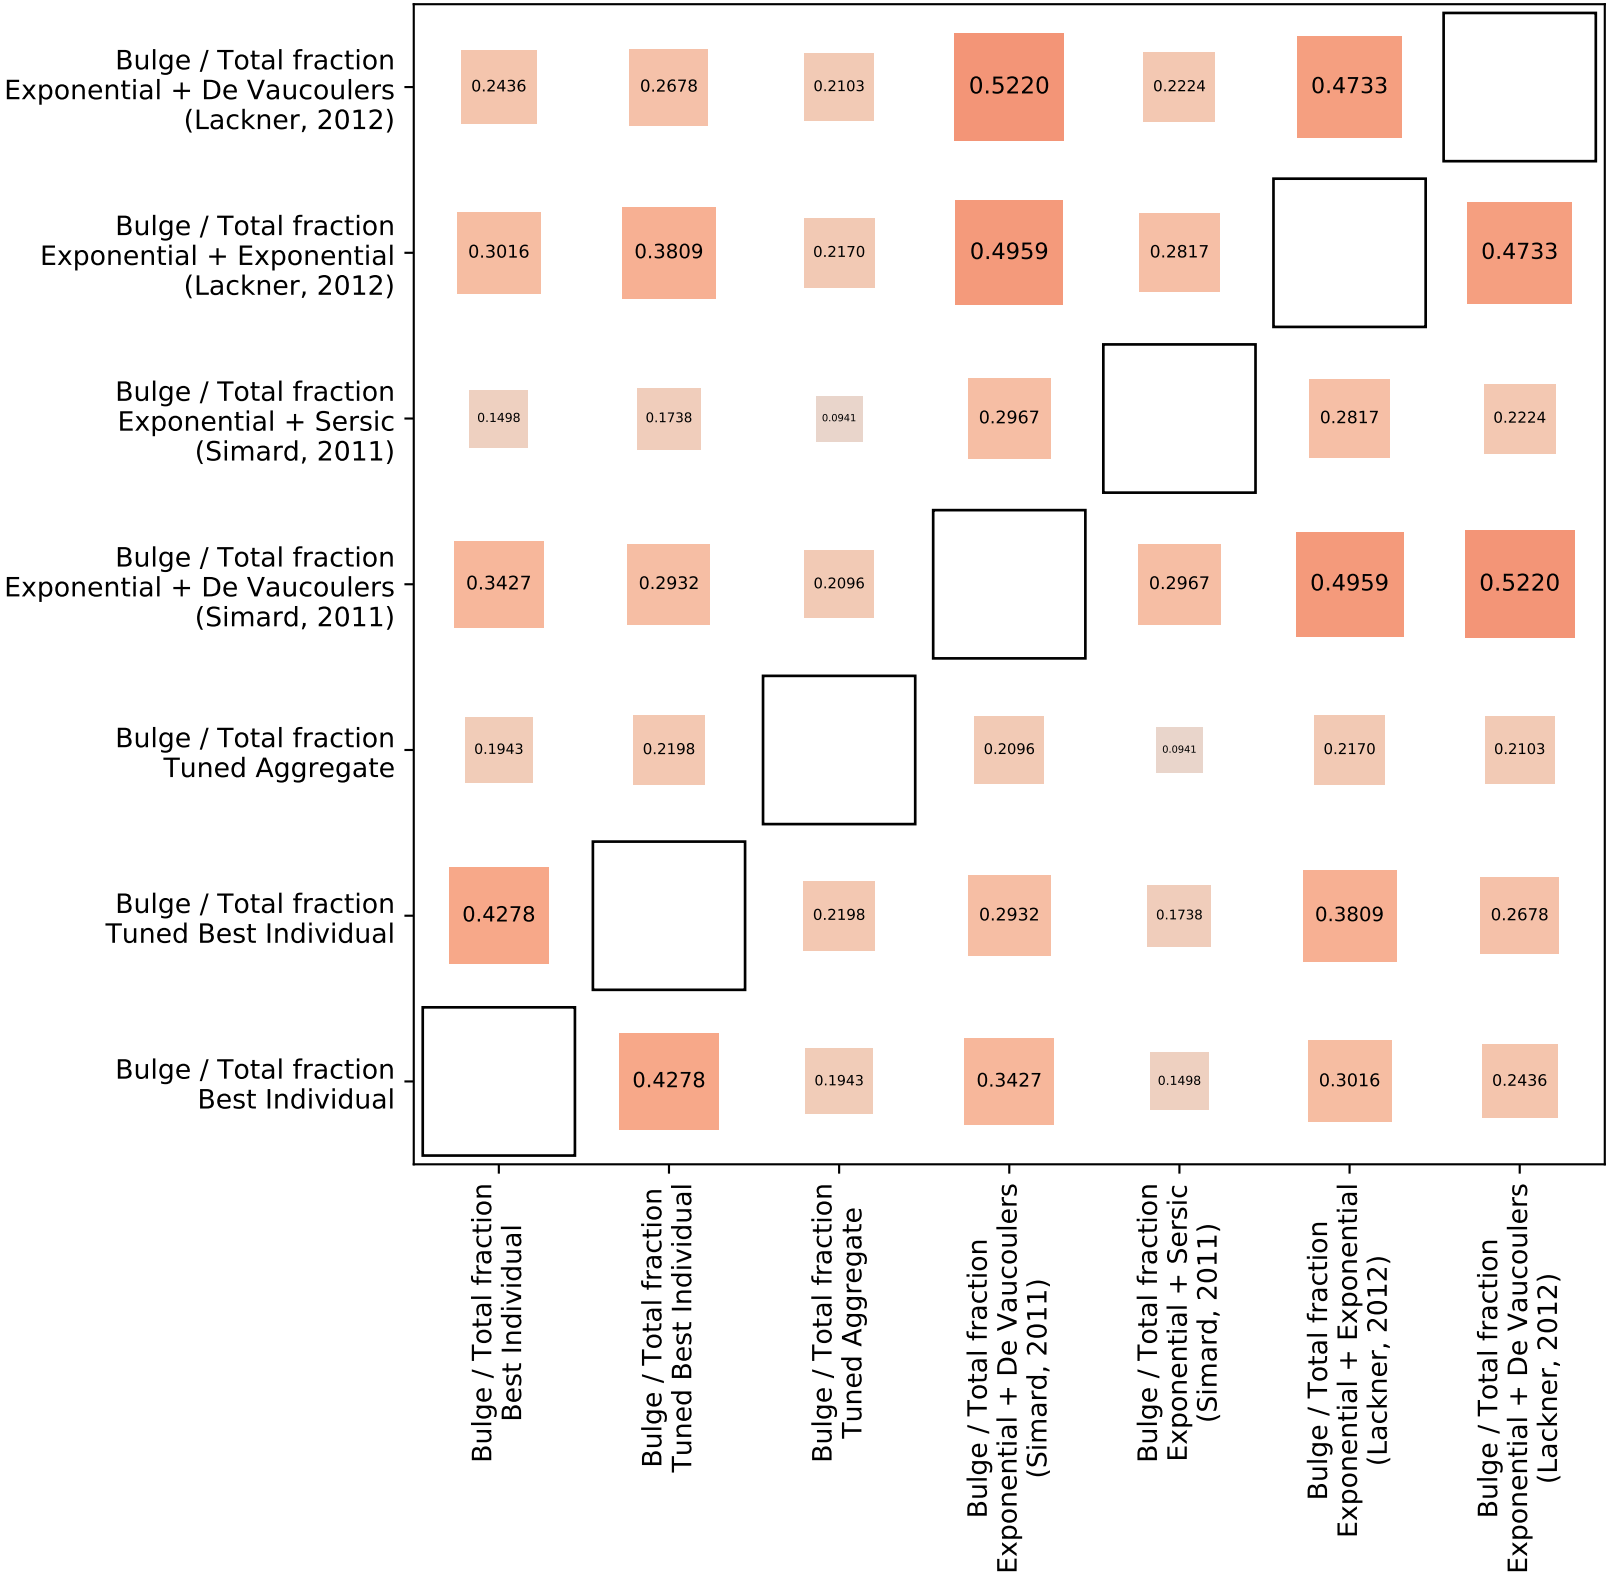 Bulge / Total fraction
Exponential + De Vaucoulers
(Lackner, 2012)
0.2436 0.2678 0.2103 0.5220 0.2224 0.4733
Bulge / Total fraction
Exponential + Exponential
(Lackner, 2012)
0.3016 0.3809 0.2170 0.4959 0.2817 0.4733
Bulge / Total fraction
Exponential + Sersic
(Simard, 2011)
0.1498 0.1738 0.0941 0.2967 0.2817 0.2224
Bulge / Total fraction
Exponential + De Vaucoulers
(Simard, 2011)
0.3427 0.2932 0.2096 0.2967 0.4959 0.5220
Bulge / Total fraction
Tuned Aggregate
0.1943 0.2198 0.2096 0.0941 0.2170 0.2103
Bulge / Total fraction
Tuned Best Individual
0.4278 0.2198 0.2932 0.1738 0.3809 0.2678
Bulge / Total fraction
Best Individual
0.4278 0.1943 0.3427 0.1498 0.3016 0.2436
Bulge / Total fraction
Best Individual
Bulge / Total fraction
Tuned Best Individual
Bulge / Total fraction
Tuned Aggregate
Bulge / Total fraction
Exponential + De Vaucoulers
(Simard, 2011)
Bulge / Total fraction
Exponential + Sersic
(Simard, 2011)
Bulge / Total fraction
Exponential + Exponential
(Lackner, 2012)
Bulge / Total fraction
Exponential + De Vaucoulers
(Lackner, 2012)